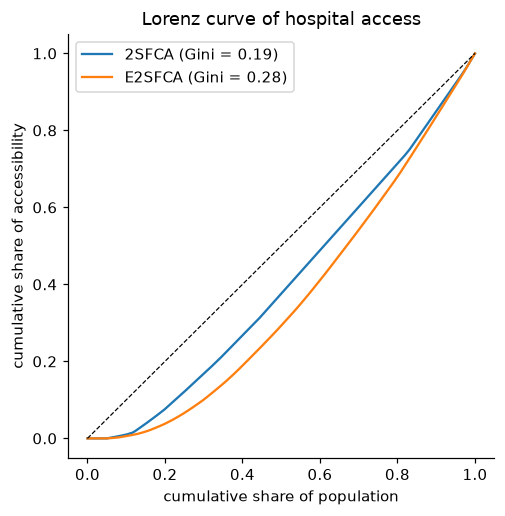 Lorenz curve of hospital access
2SFCA (Gini = 0.19)
E2SFCA (Gini = 0.28)
cumulative share of accessibility
1.0
0.8
0.6
0.4
0.2
0.0
0.0 0.2 0.4 0.6 0.8 1.0
cumulative share of population